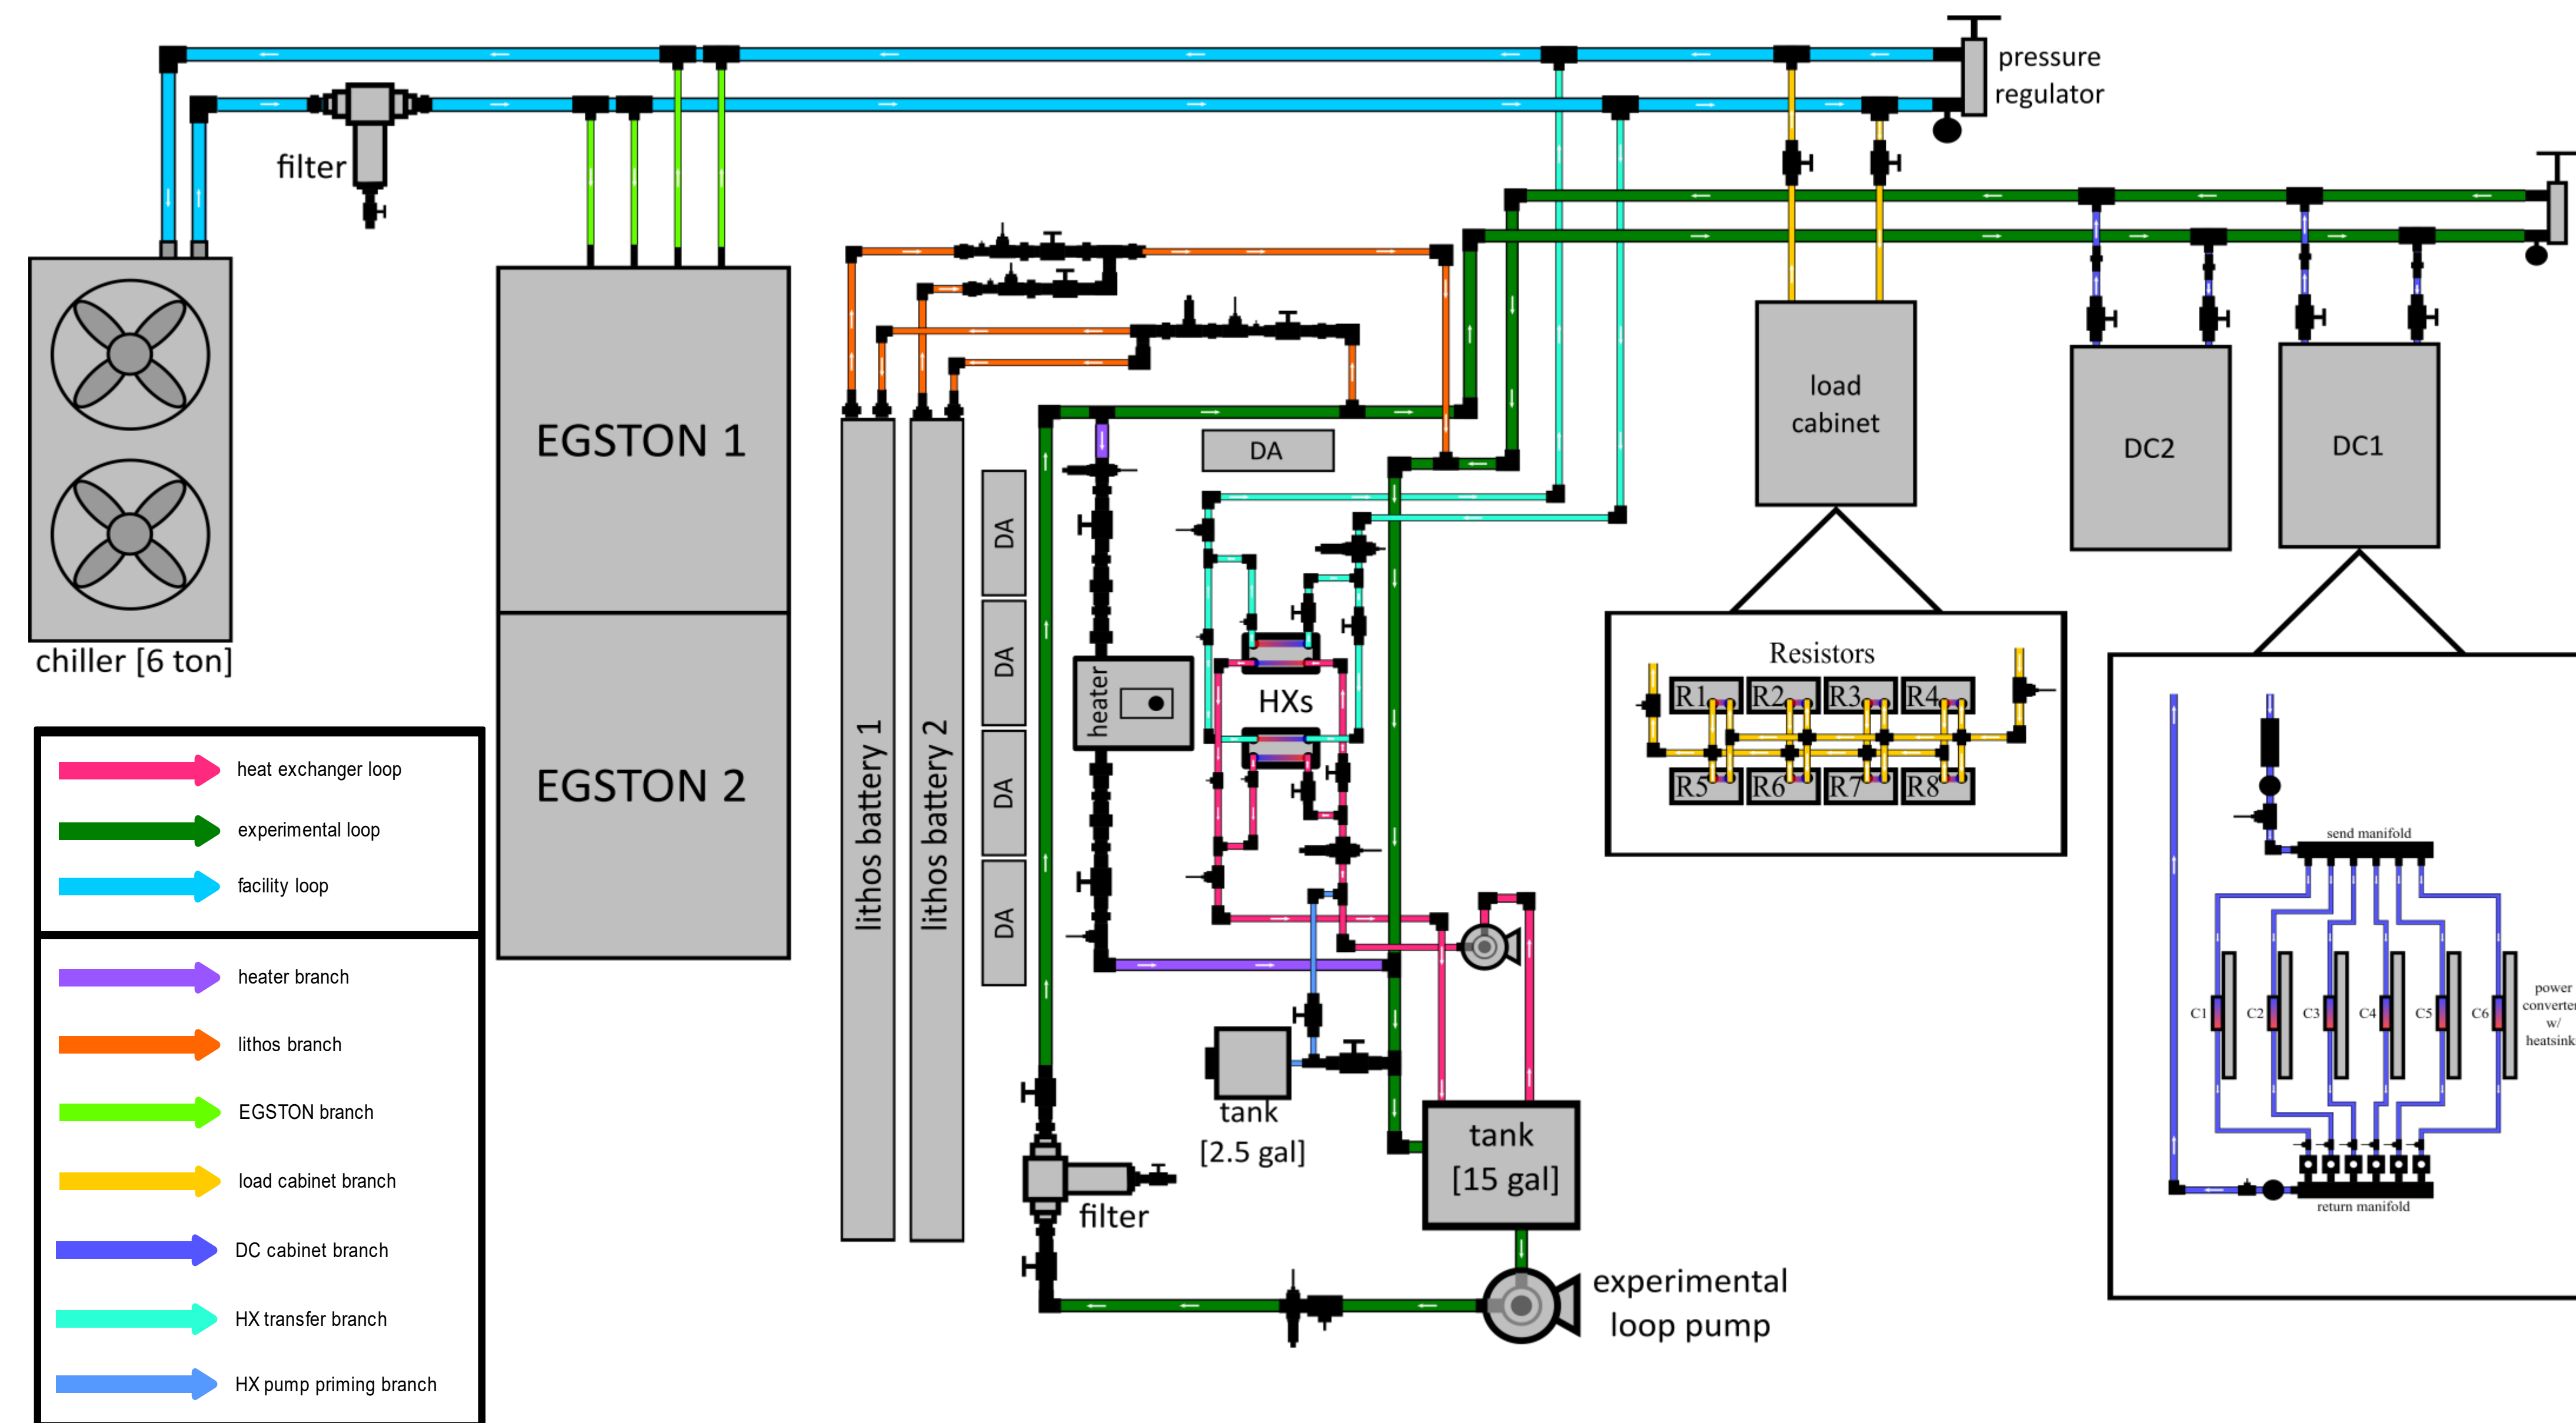 pressure
regulator
filter
chiller [6 ton]
EGSTON 1
EGSTON 2
lithos battery 1
lithos battery 2
DA
DA
DA
DA
DA
heater
HXs
load
cabinet
DC2
DC1
Resistors
R1 R2 R3 R4
R5 R6 R7 R8
send manifold
C1 C2 C3 C4 C5 C6
power
converter
w/
heatsink
return manifold
tank
[2.5 gal]
tank
[15 gal]
filter
experimental
loop pump
heat exchanger loop
experimental loop
facility loop
heater branch
lithos branch
EGSTON branch
load cabinet branch
DC cabinet branch
HX transfer branch
HX pump priming branch